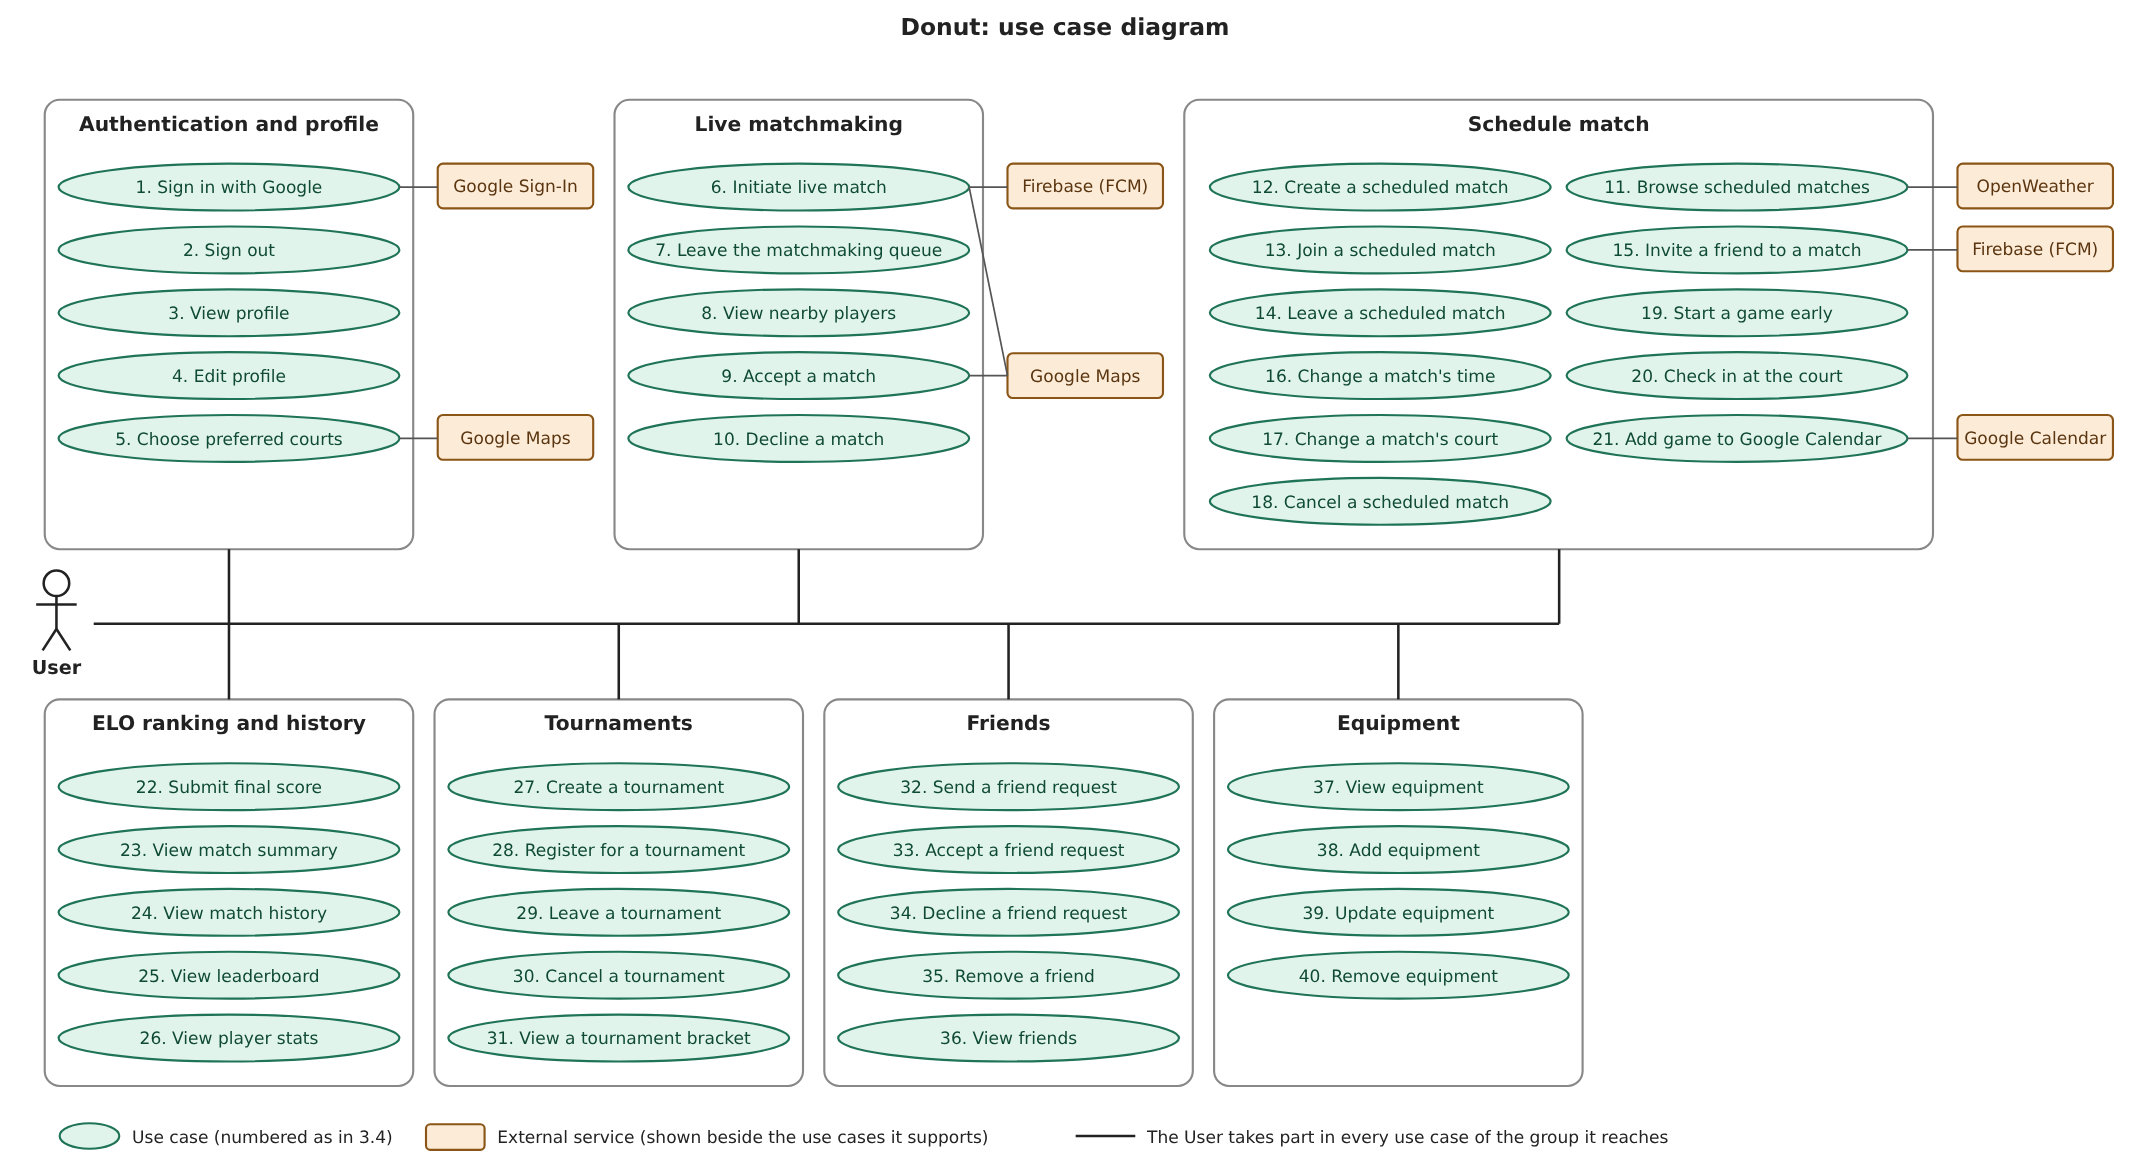 Donut: use case diagram
Authentication and profile
1. Sign in with Google
Google Sign-In
2. Sign out
3. View profile
4. Edit profile
5. Choose preferred courts
Google Maps
Live matchmaking
6. Initiate live match
Firebase (FCM)
7. Leave the matchmaking queue
8. View nearby players
9. Accept a match
Google Maps
10. Decline a match
Schedule match
12. Create a scheduled match
13. Join a scheduled match
14. Leave a scheduled match
16. Change a match's time
17. Change a match's court
18. Cancel a scheduled match
11. Browse scheduled matches
OpenWeather
15. Invite a friend to a match
Firebase (FCM)
19. Start a game early
20. Check in at the court
21. Add game to Google Calendar
Google Calendar
User
ELO ranking and history
22. Submit final score
23. View match summary
24. View match history
25. View leaderboard
26. View player stats
Tournaments
27. Create a tournament
28. Register for a tournament
29. Leave a tournament
30. Cancel a tournament
31. View a tournament bracket
Friends
32. Send a friend request
33. Accept a friend request
34. Decline a friend request
35. Remove a friend
36. View friends
Equipment
37. View equipment
38. Add equipment
39. Update equipment
40. Remove equipment
Use case (numbered as in 3.4)
External service (shown beside the use cases it supports)
The User takes part in every use case of the group it reaches